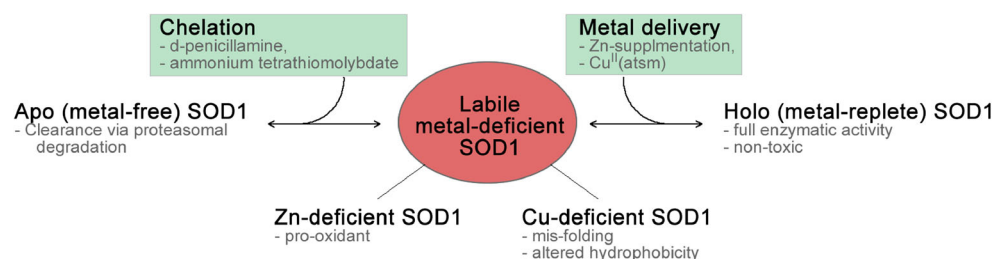 Chelation
- d-penicillamine,
- ammonium tetrathiomolybdate
Metal delivery
- Zn-supplmentation,
- Cuᴵᴵ(atsm)
Apo (metal-free) SOD1
- Clearance via proteasomal
degradation
Labile
metal-deficient
SOD1
Holo (metal-replete) SOD1
- full enzymatic activity
- non-toxic
Zn-deficient SOD1
- pro-oxidant
Cu-deficient SOD1
- mis-folding
- altered hydrophobicity